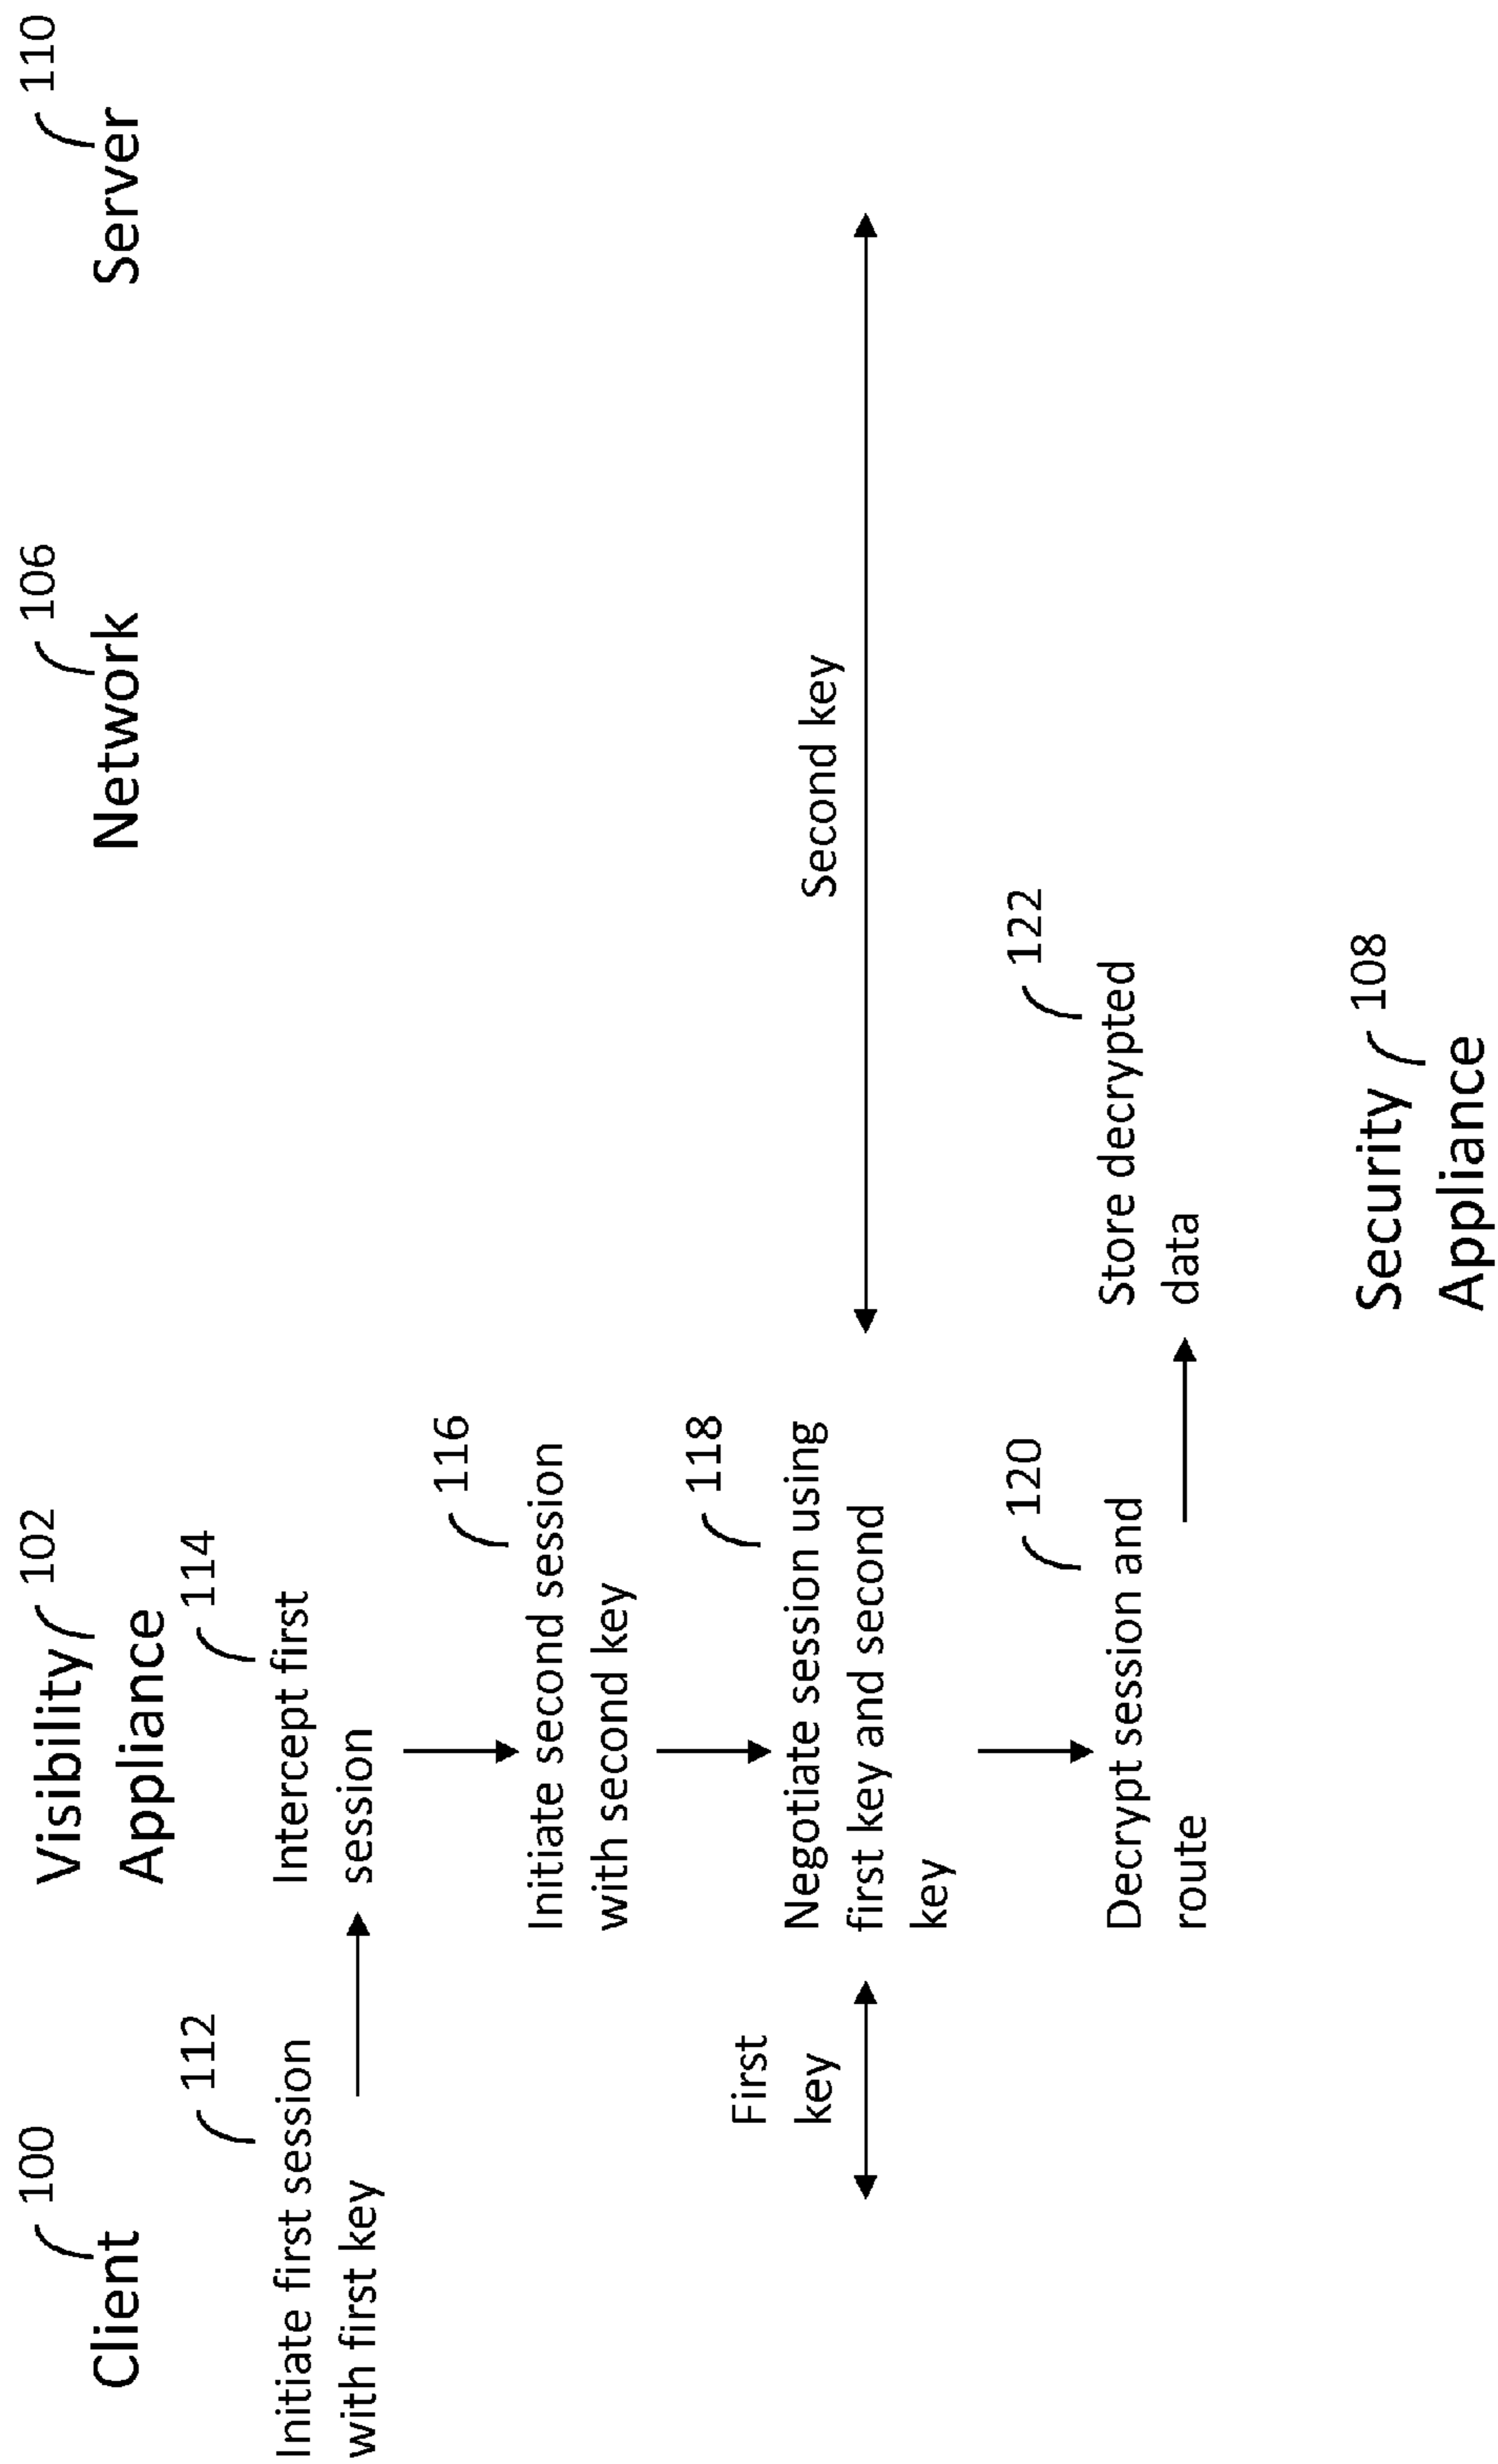 100
Client
102
Visibility
Appliance
106
Network
110
Server
112
Initiate first session
with first key
114
Intercept first
session
116
Initiate second session
with second key
First
key
118
Negotiate session using
first key and second
key
Second key
120
Decrypt session and
route
122
Store decrypted
data
Security 108
Appliance